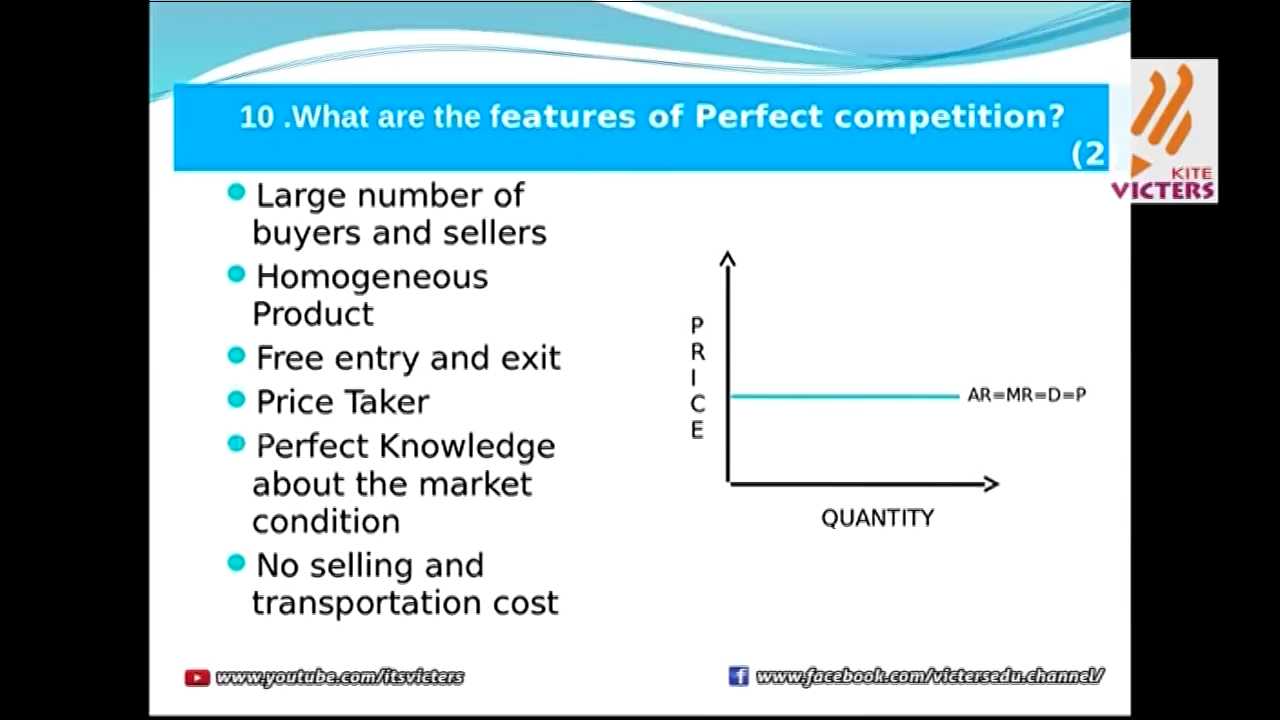 10 .What are the features of Perfect competition?
(2
KITE
VICTERS
Large number of
buyers and sellers
Homogeneous
Product
Free entry and exit
Price Taker
Perfect Knowledge
about the market
condition
No selling and
transportation cost
P
R
I
C
E
AR=MR=D=P
QUANTITY
www.youtube.com/itsvicters
www.facebook.com/victersedu.channel/